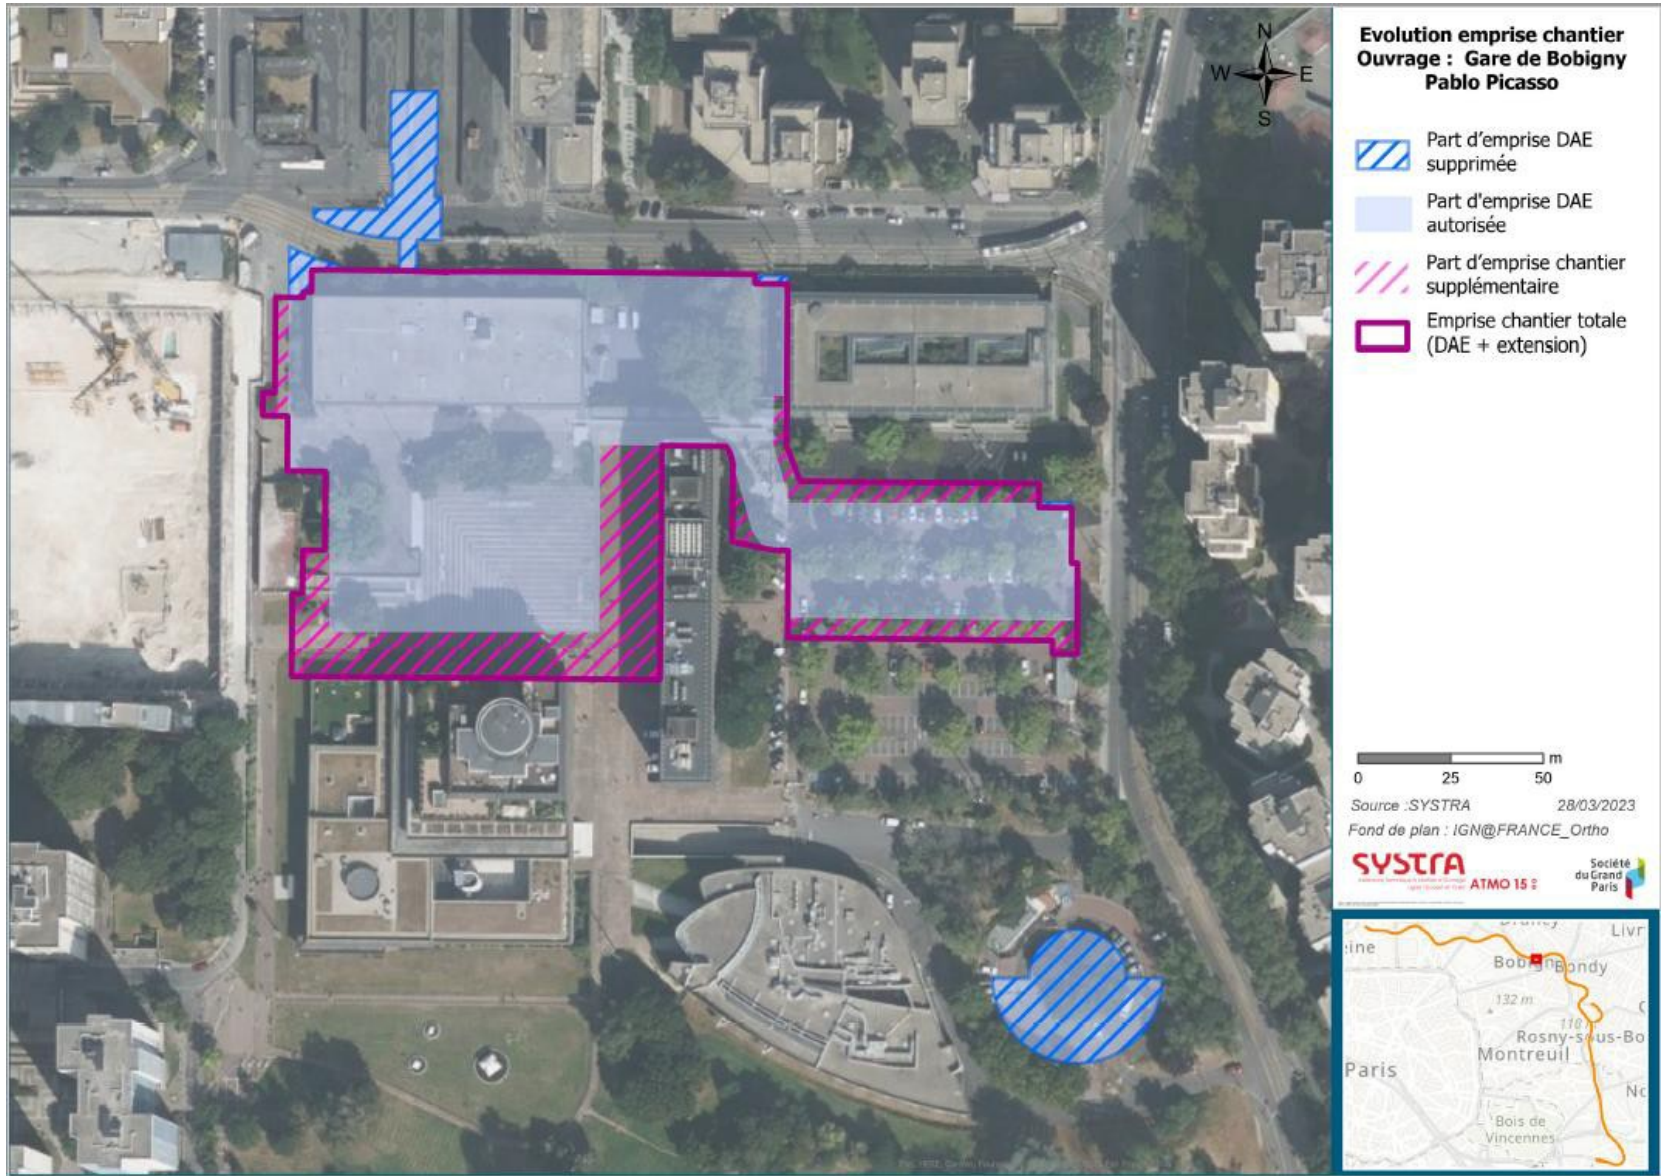 Evolution emprise chantier
Ouvrage : Gare de Bobigny
Pablo Picasso
N
W E
S
Part d'emprise DAE
supprimée
Part d'emprise DAE
autorisée
Part d'emprise chantier
supplémentaire
Emprise chantier totale
(DAE + extension)
m
0 25 50
Source :SYSTRA 28/03/2023
Fond de plan : IGN@FRANCE_Ortho
SYSTRA
ATMO 15
Société
du Grand
Paris
Drancy
Livr
eine
Bobign
Bondy
132 m
Rosny-sous-Bo
Montreuil
Paris
Bois de
Vincennes